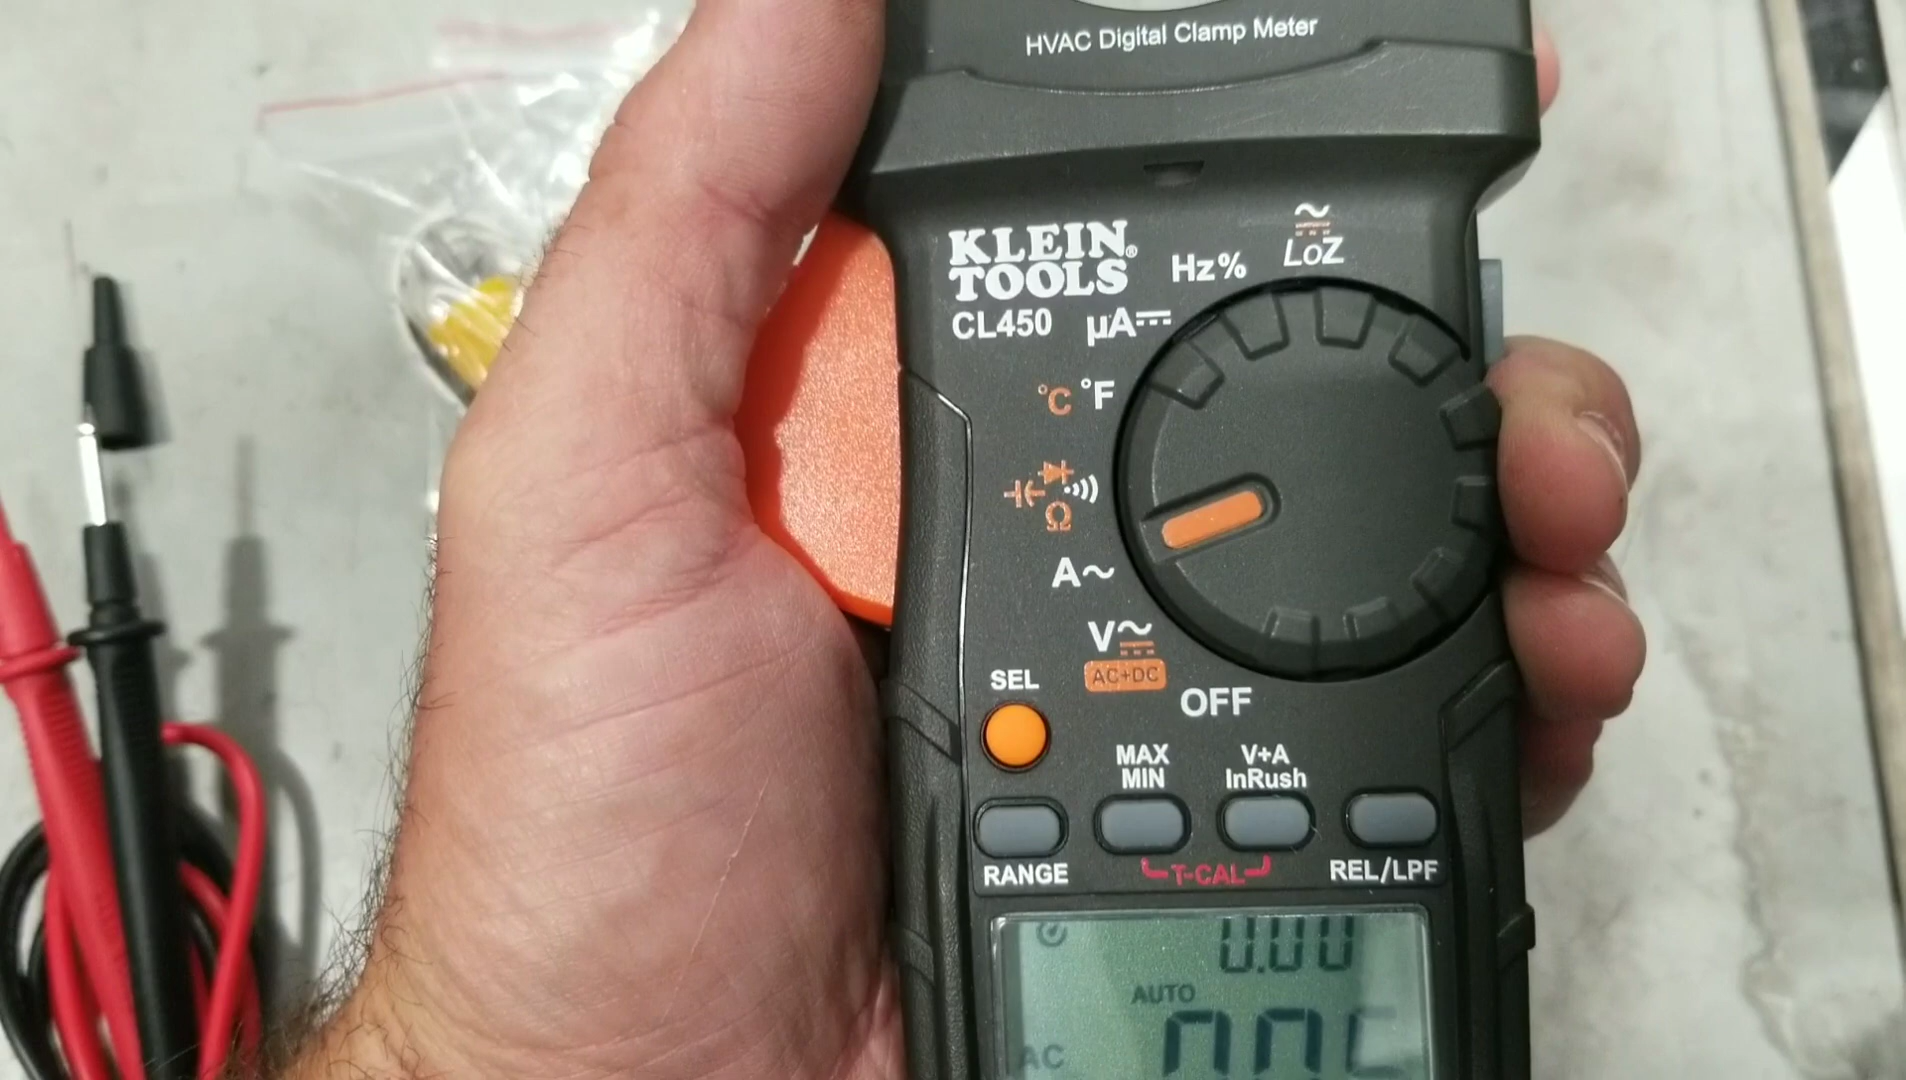 HVAC Digital Clamp Meter
KLEIN
TOOLS®
CL450
Hz%
LoZ
µA
°C °F
Ω
A~
V~
AC+DC
OFF
SEL
MAX
MIN
V+A
InRush
RANGE
T-CAL
REL/LPF
0.00
AUTO
AC